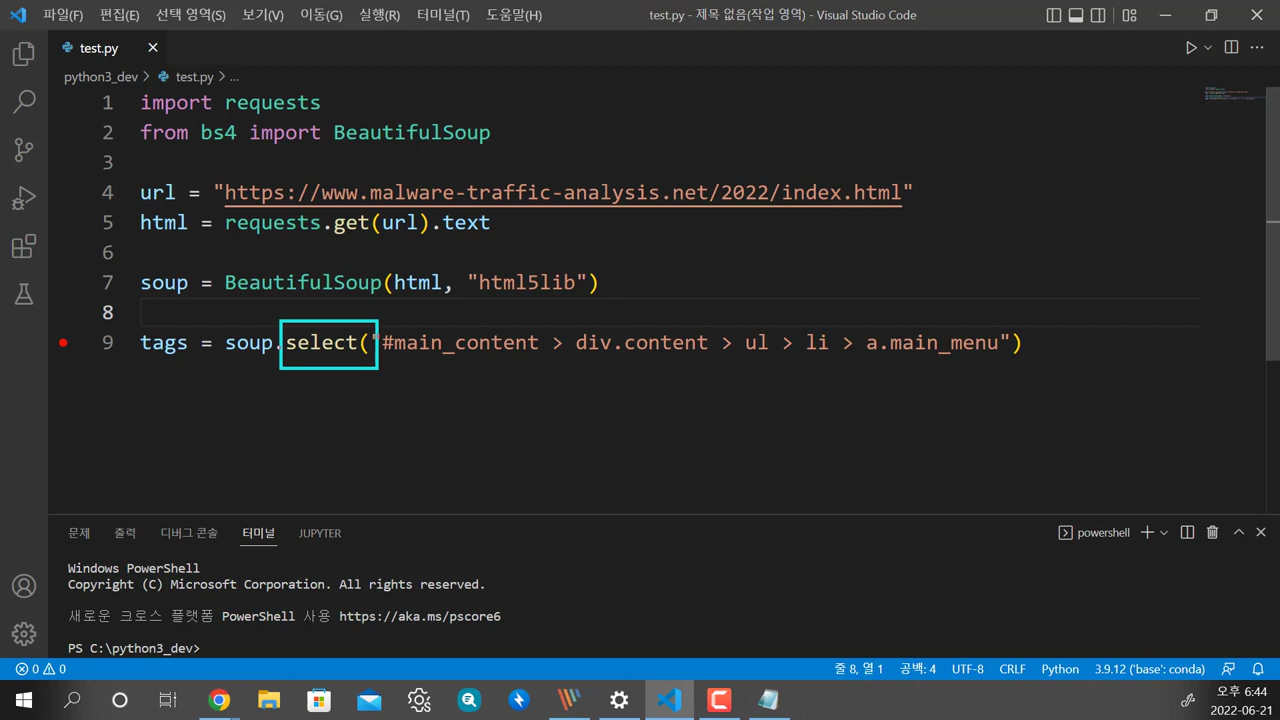 파일(F) 편집(E) 선택 영역(S) 보기(V) 이동(G) 실행(R) 터미널(T) 도움말(H) test.py - 제목 없음(작업 영역) - Visual Studio Code
test.py
python3_dev > test.py > ...
1 import requests
2 from bs4 import BeautifulSoup
3
4 url = "https://www.malware-traffic-analysis.net/2022/index.html"
5 html = requests.get(url).text
6
7 soup = BeautifulSoup(html, "html5lib")
8
9 tags = soup.select("#main_content > div.content > ul > li > a.main_menu")
문제 출력 디버그 콘솔 터미널 JUPYTER powershell
Windows PowerShell
Copyright (C) Microsoft Corporation. All rights reserved.
새로운 크로스 플랫폼 PowerShell 사용 https://aka.ms/pscore6
PS C:\python3_dev>
0 0 줄 8, 열 1 공백: 4 UTF-8 CRLF Python 3.9.12 ('base': conda)
오후 6:44
2022-06-21